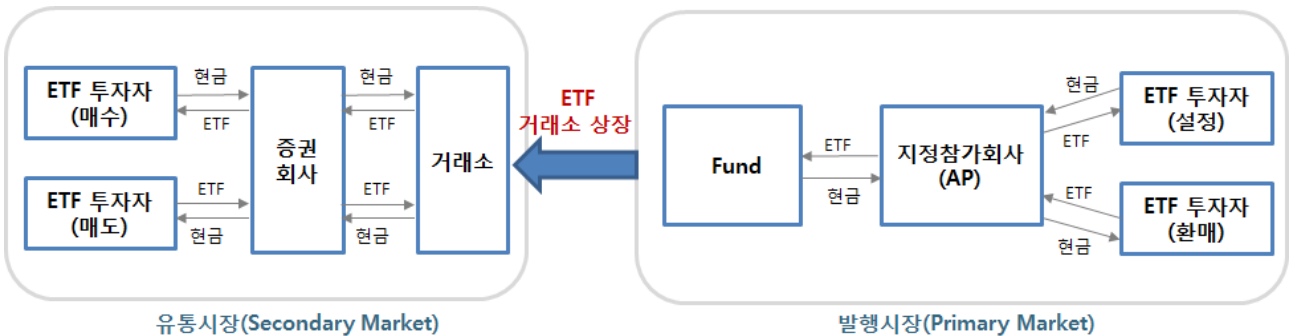 ETF 투자자
(매수)
현금
ETF
ETF 투자자
(매도)
ETF
현금
증권
회사
현금
ETF
ETF
현금
거래소
유통시장(Secondary Market)
ETF
거래소 상장
Fund
ETF
현금
지정참가회사
(AP)
현금
ETF
ETF
현금
ETF 투자자
(설정)
ETF 투자자
(환매)
발행시장(Primary Market)